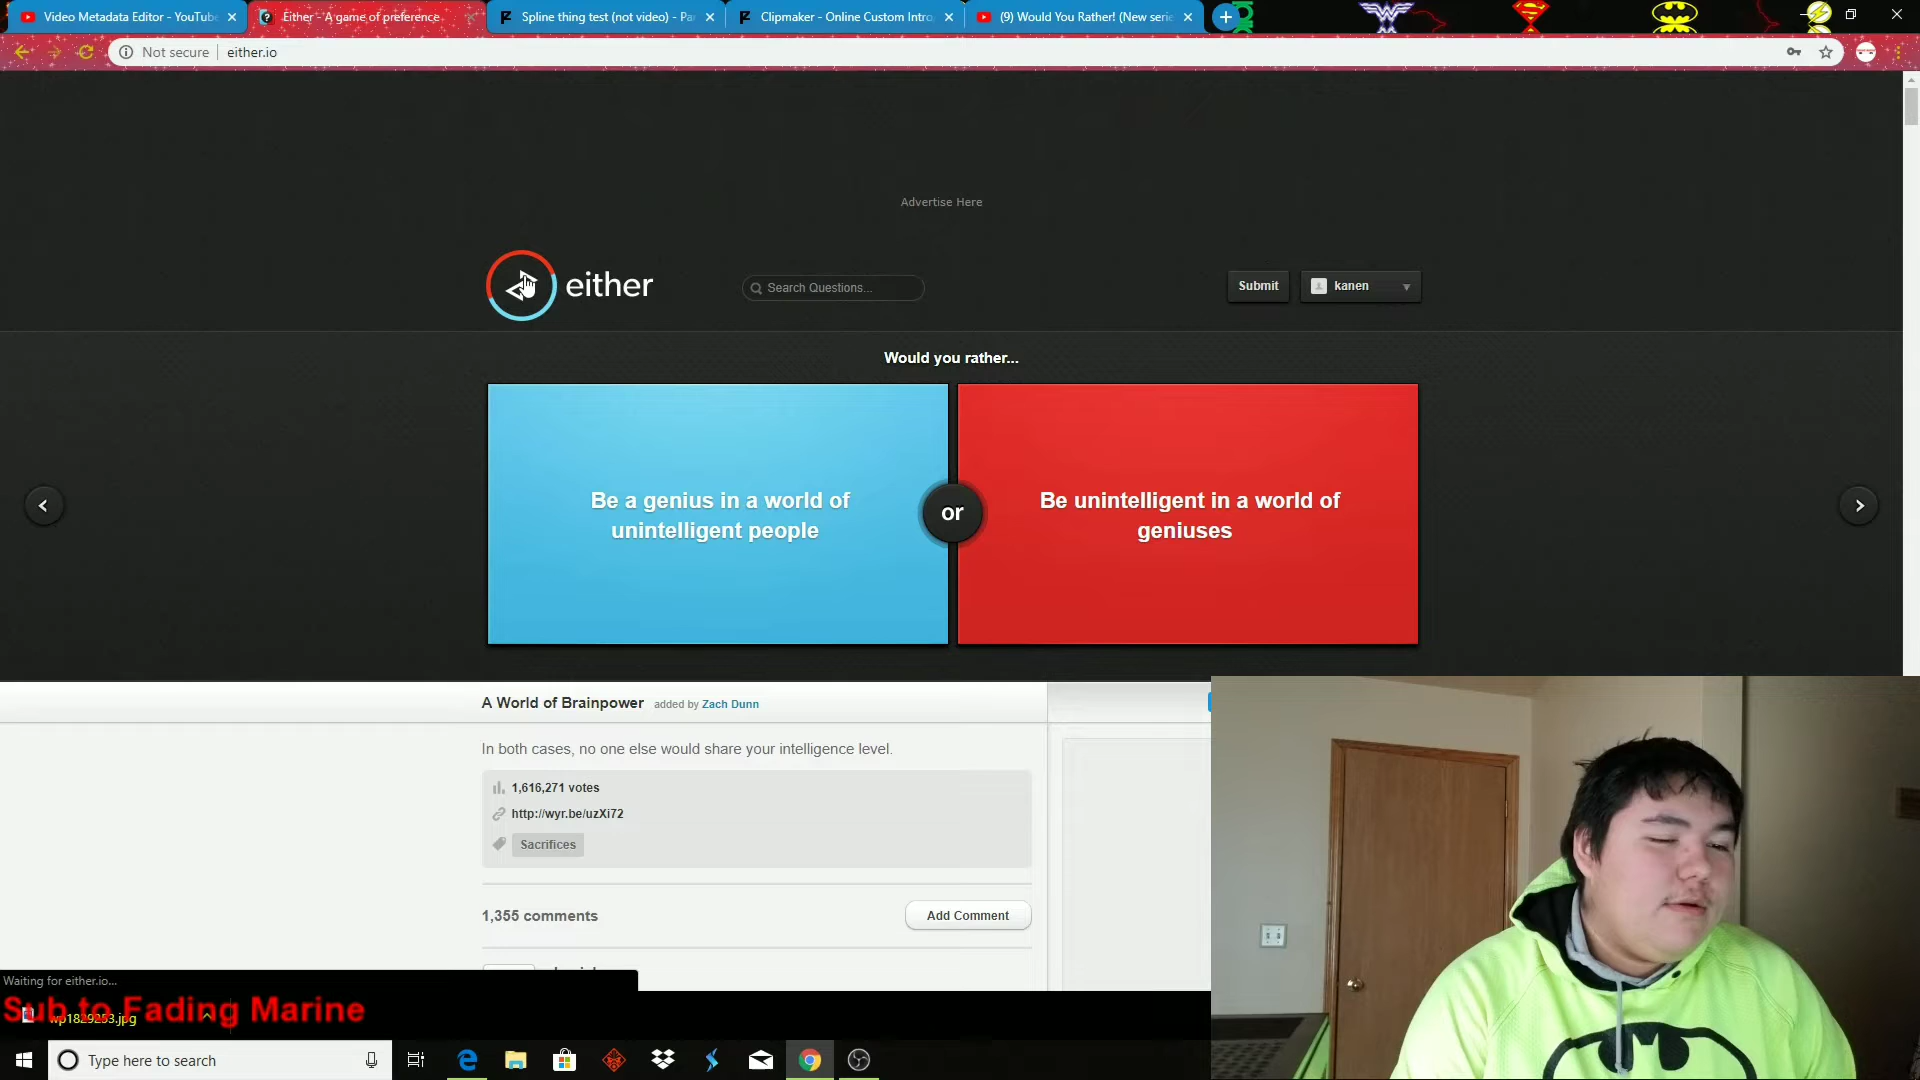 Video Metadata Editor - YouTube
Either - A game of preference
Spline thing test (not video) - Pa
Clipmaker - Online Custom Intro
(9) Would You Rather! (New serie
Not secure
either.io
Advertise Here
either
Search Questions...
Submit
kanen
Would you rather...
Be a genius in a world of
unintelligent people
or
Be unintelligent in a world of
geniuses
A World of Brainpower added by Zach Dunn
In both cases, no one else would share your intelligence level.
1,616,271 votes
http://wyr.be/uzXi72
Sacrifices
1,355 comments
Add Comment
Waiting for either.io...
Sub to Fading Marine
wp1829253.jpg
Type here to search